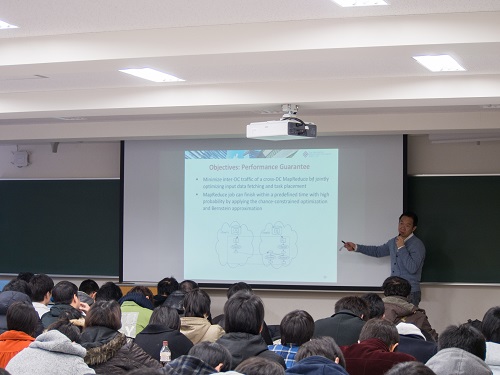 Objectives: Performance Guarantee
Minimize inter-DC traffic of a cross-DC MapReduce job jointly
optimizing input data fetching and task placement
MapReduce job can finish within a predefined time with high
probability by applying the chance-constrained optimization
and Bernstein approximation